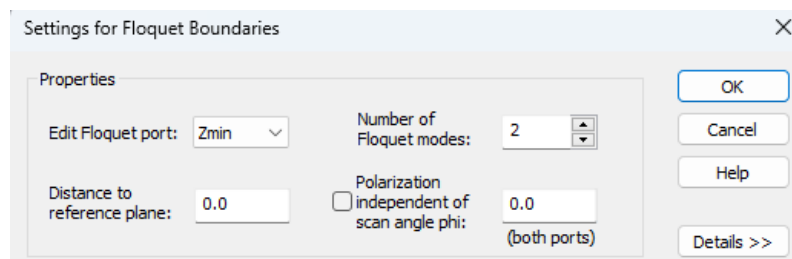 Settings for Floquet Boundaries
Properties
OK
Edit Floquet port: Zmin
Number of
Floquet modes: 2
Cancel
Help
Distance to
reference plane: 0.0
Polarization
independent of
scan angle phi: 0.0
(both ports)
Details >>